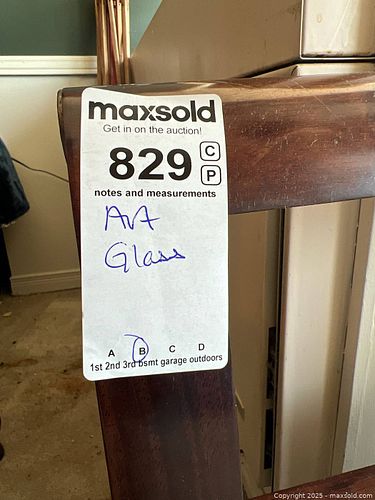 maxsold
Get in on the auction!
829 C
P
notes and measurements
Art
Glass
A B C D
1st 2nd 3rd bsmt garage outdoors
Copyright 2025 - maxsold.com